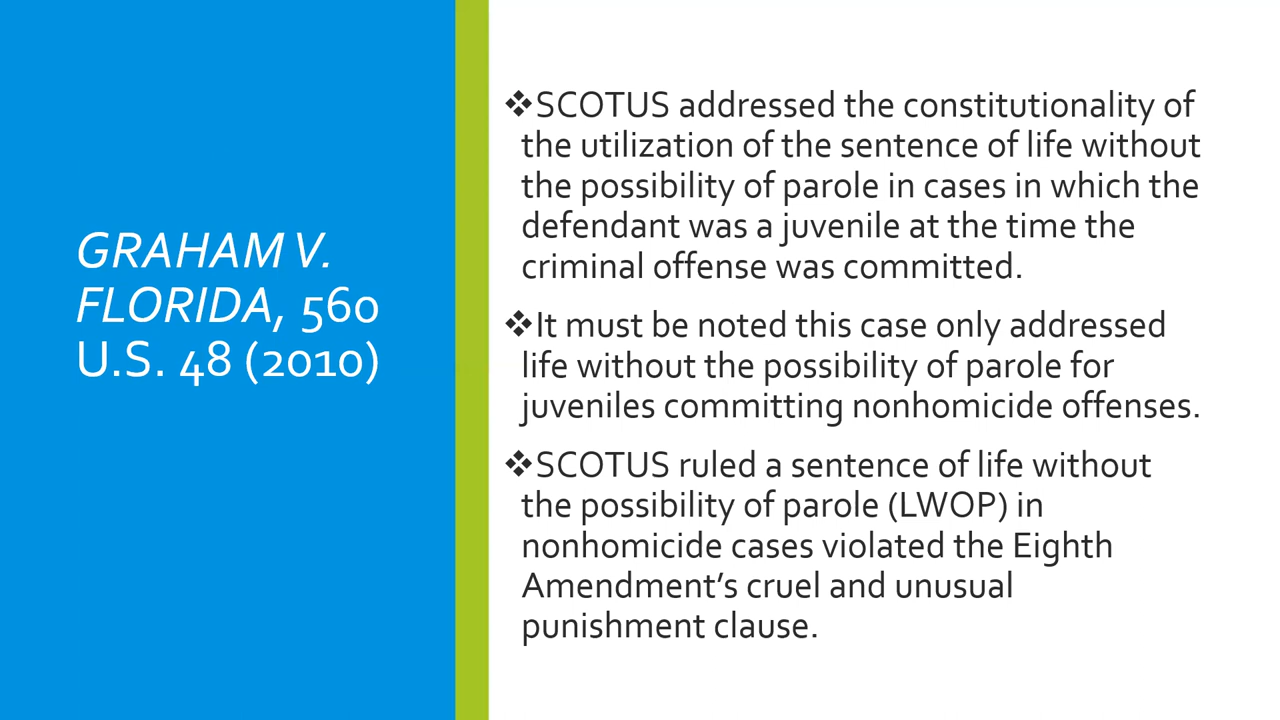 GRAHAM V.
FLORIDA, 560
U.S. 48 (2010)
❖SCOTUS addressed the constitutionality of
the utilization of the sentence of life without
the possibility of parole in cases in which the
defendant was a juvenile at the time the
criminal offense was committed.
❖It must be noted this case only addressed
life without the possibility of parole for
juveniles committing nonhomicide offenses.
❖SCOTUS ruled a sentence of life without
the possibility of parole (LWOP) in
nonhomicide cases violated the Eighth
Amendment’s cruel and unusual
punishment clause.